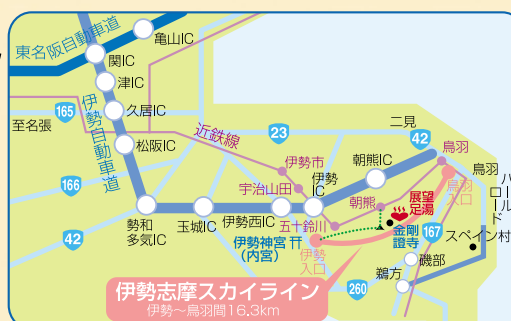 東名阪自動車道
亀山IC
関IC
津IC
伊勢自動車道
165
久居IC
至名張
松阪IC
近鉄線
23
二見
42
鳥羽
166
伊勢市
朝熊IC
鳥羽
パールロード
宇治山田
伊勢IC
朝熊
展望足湯
鳥羽入口
42
勢和多気IC
玉城IC
伊勢西IC
五十鈴川
金剛證寺
167
スペイン村
伊勢神宮
(内宮)
伊勢入口
磯部
260
鵜方
伊勢志摩スカイライン
伊勢〜鳥羽間16.3km